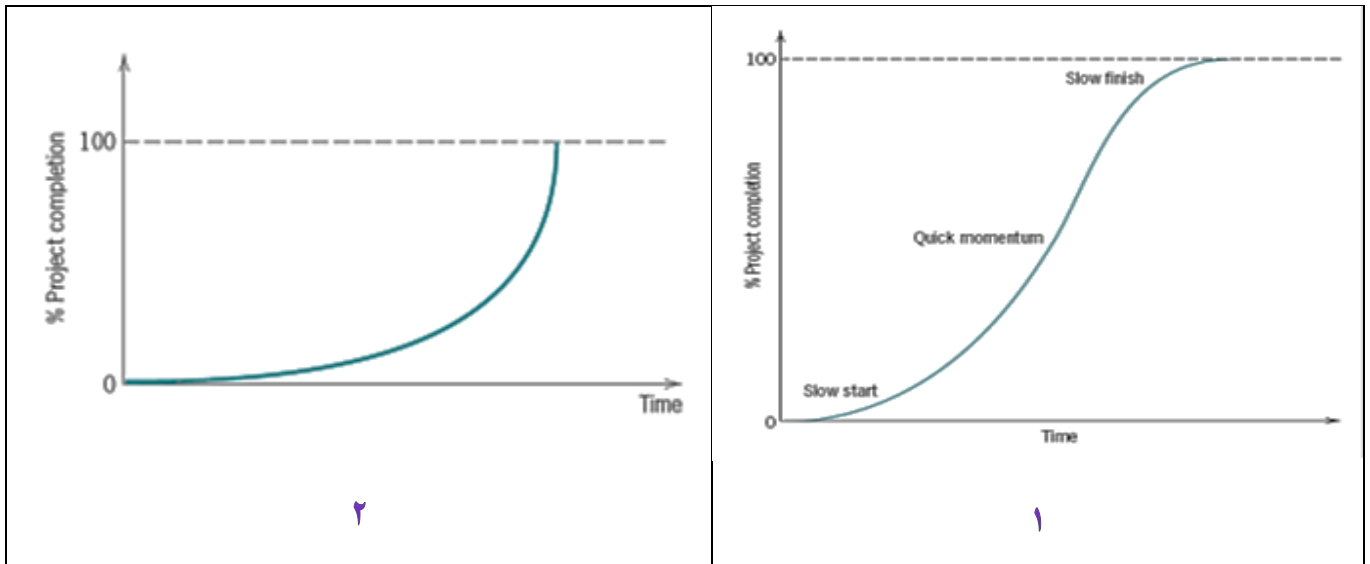 100
% Project completion
0
Time
٢
100
Slow finish
Quick momentum
% Project completion
Slow start
0
Time
١